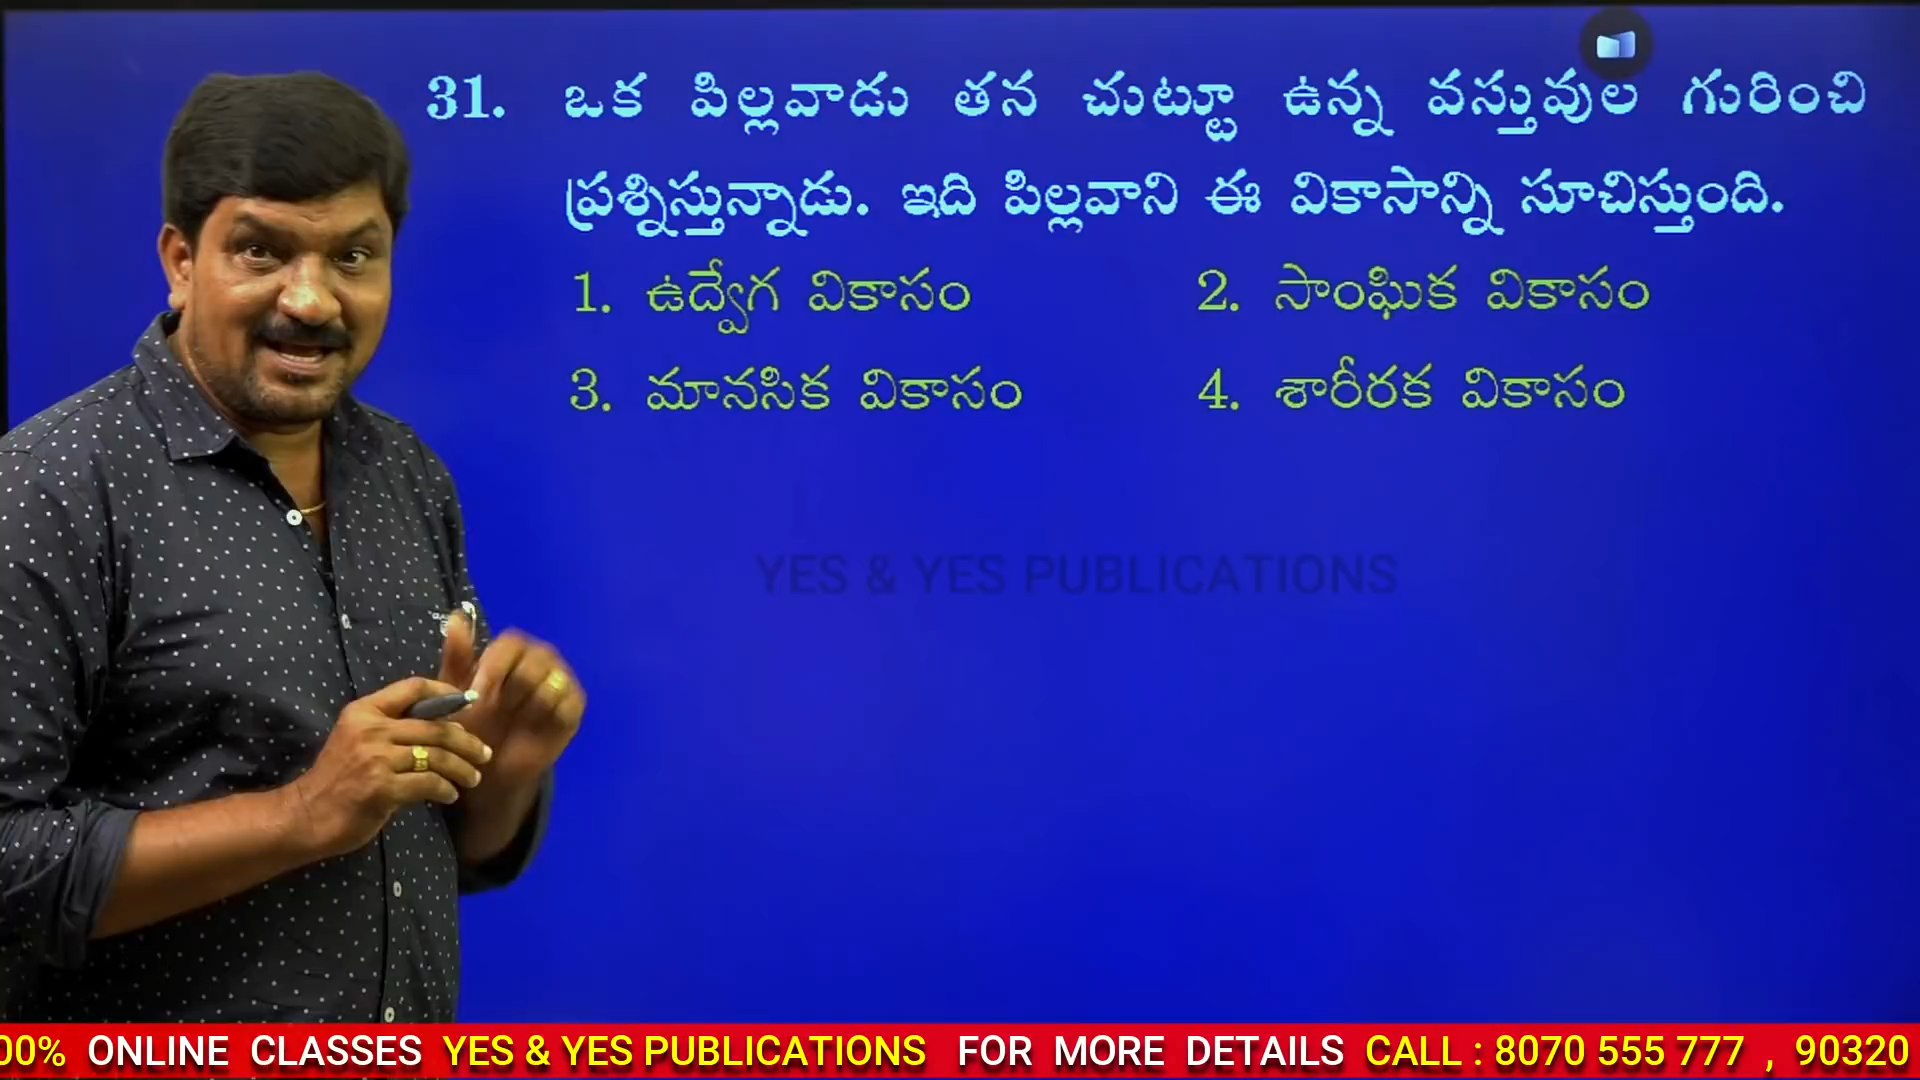 31. ఒక పిల్లవాడు తన చుట్టూ ఉన్న వస్తువుల గురించి
ప్రశ్నిస్తున్నాడు. ఇది పిల్లవాని ఈ వికాసాన్ని సూచిస్తుంది.
1. ఉద్వేగ వికాసం 2. సాంఘిక వికాసం
3. మానసిక వికాసం 4. శారీరక వికాసం
YES & YES PUBLICATIONS
00% ONLINE CLASSES YES & YES PUBLICATIONS FOR MORE DETAILS CALL : 8070 555 777 , 90320